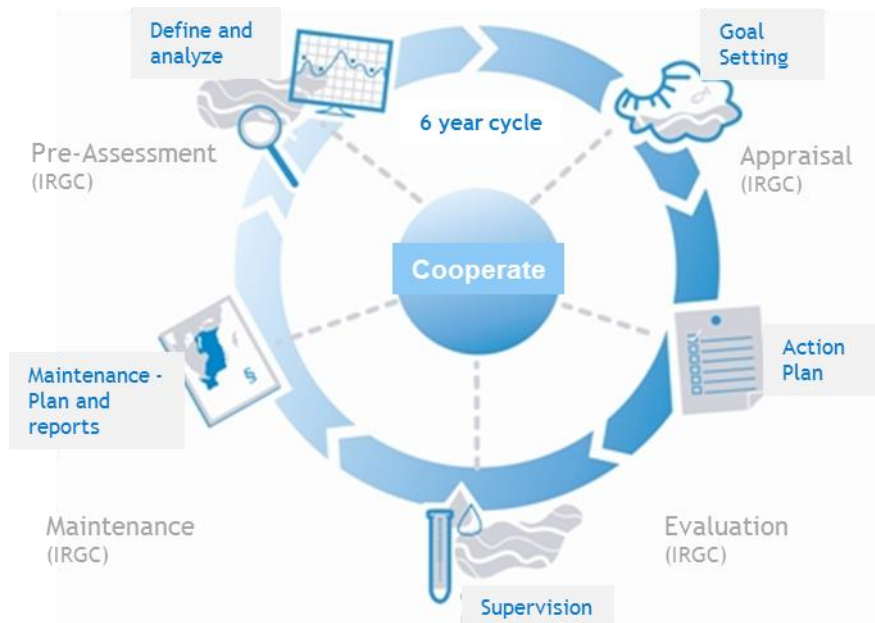 Define and
analyze
Goal
Setting
6 year cycle
Pre-Assessment
(IRGC)
Appraisal
(IRGC)
Cooperate
Action
Plan
Maintenance -
Plan and
reports
§
Maintenance
(IRGC)
Evaluation
(IRGC)
Supervision